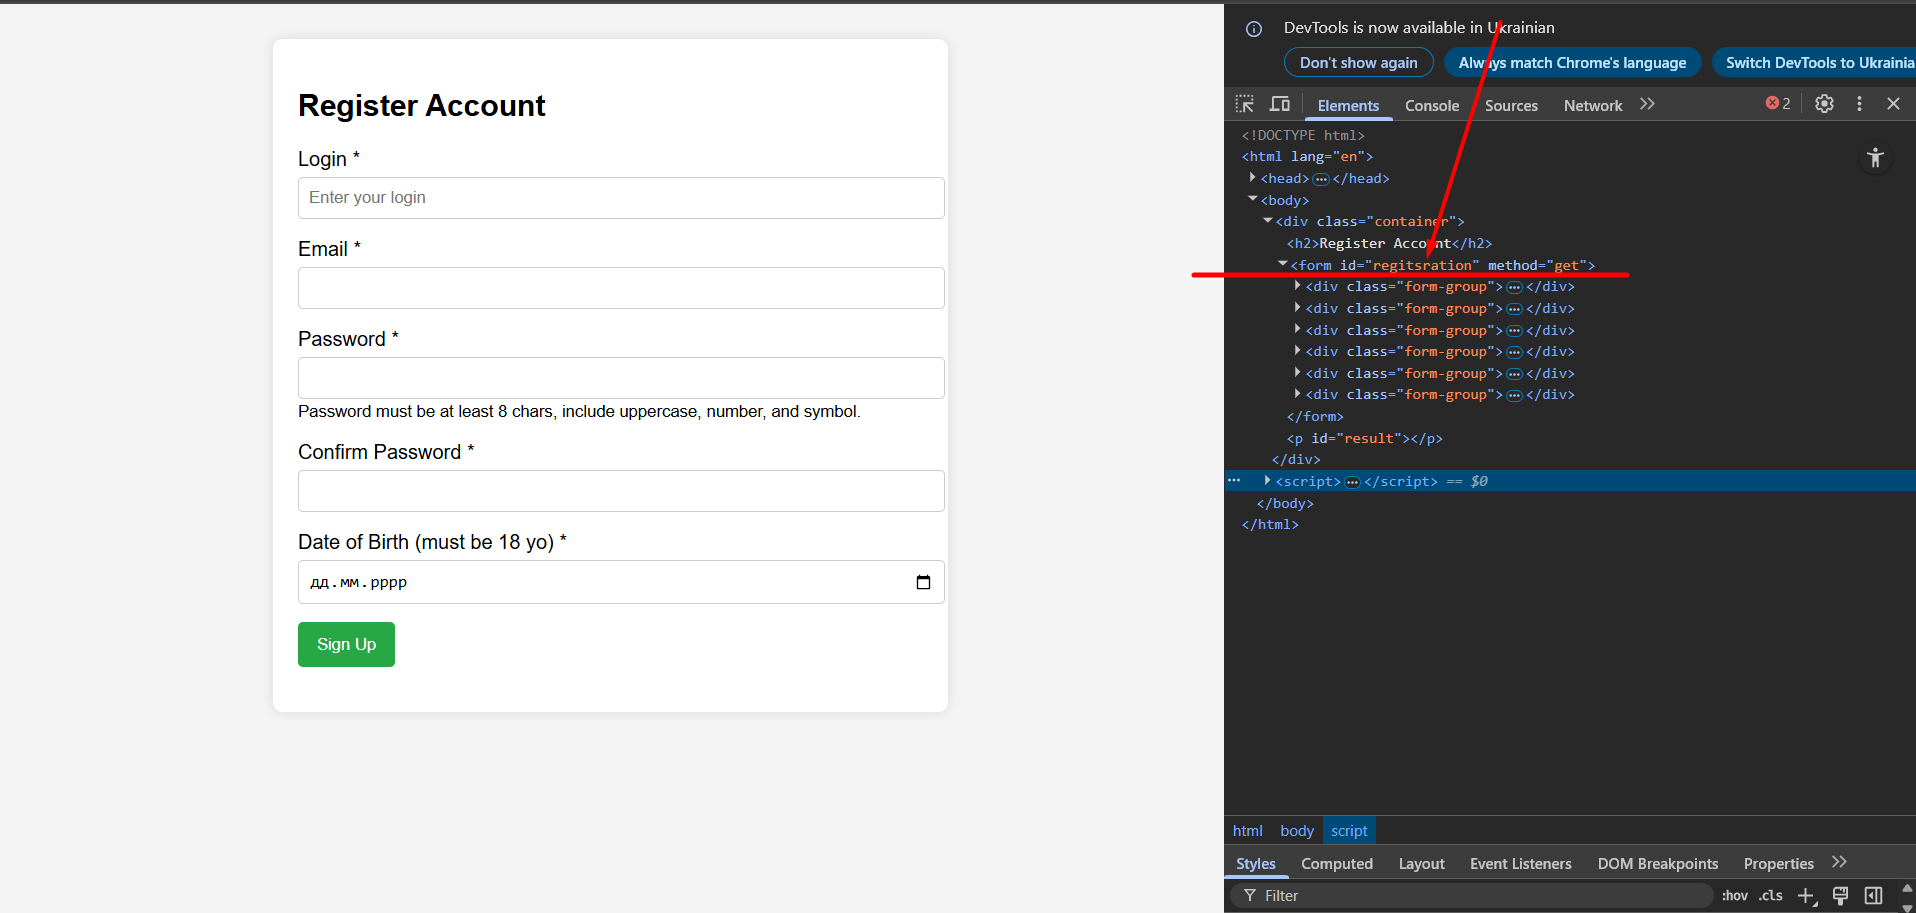 Register Account
Login *
Enter your login
Email *
Password *
Password must be at least 8 chars, include uppercase, number, and symbol.
Confirm Password *
Date of Birth (must be 18 yo) *
дд.мм.рррр
Sign Up
DevTools is now available in Ukrainian
Don't show again Always match Chrome's language Switch DevTools to Ukrainia
Elements Console Sources Network 2
<!DOCTYPE html>
<html lang="en">
<head>…</head>
<body>
<div class="container">
<h2>Register Account</h2>
<form id="regitsration" method="get">
<div class="form-group">…</div>
<div class="form-group">…</div>
<div class="form-group">…</div>
<div class="form-group">…</div>
<div class="form-group">…</div>
<div class="form-group">…</div>
</form>
<p id="result"></p>
</div>
<script>…</script> == $0
</body>
</html>
html body script
Styles Computed Layout Event Listeners DOM Breakpoints Properties
Filter :hov .cls